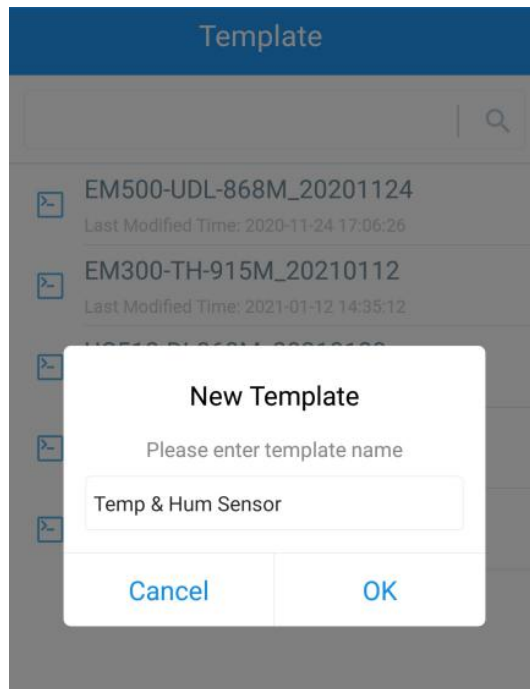 Template
EM500-UDL-868M_20201124
Last Modified Time: 2020-11-24 17:06:26
EM300-TH-915M_20210112
Last Modified Time: 2021-01-12 14:35:12
New Template
Please enter template name
Temp & Hum Sensor
Cancel
OK